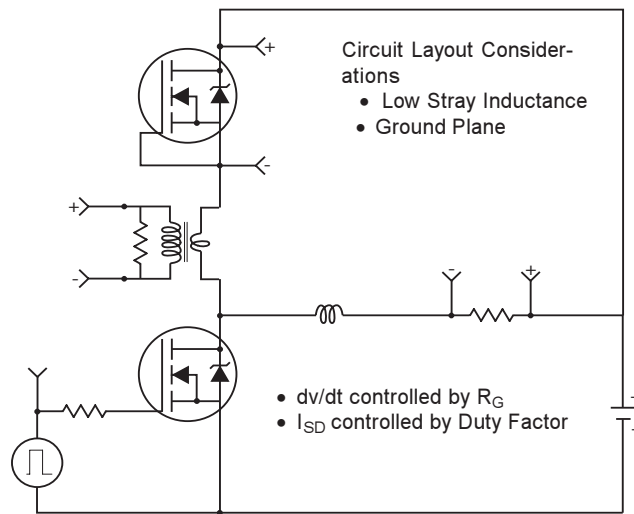 +
Circuit Layout Consider-
ations
• Low Stray Inductance
• Ground Plane
-
+
-
- +
• dv/dt controlled by RG
• ISD controlled by Duty Factor
+
-